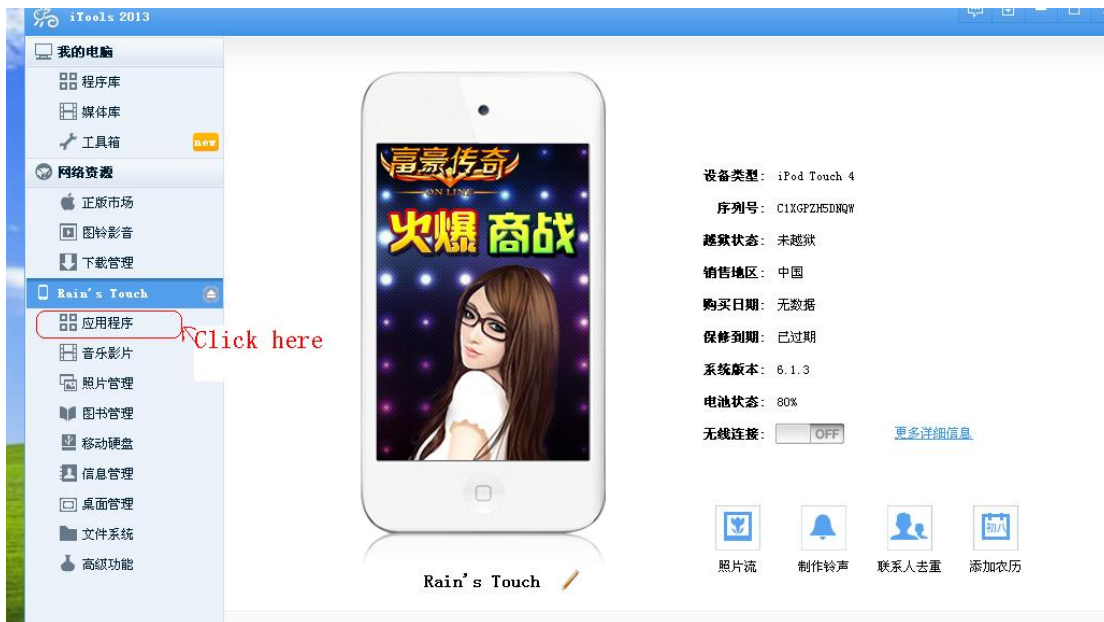 iTools 2013
我的电脑
程序库
媒体库
工具箱 new
网络资源
正版市场
图铃影音
下载管理
Rain's Touch
应用程序
Click here
音乐影片
照片管理
图书管理
移动硬盘
信息管理
桌面管理
文件系统
高级功能
富豪传奇
ON LINE
火爆 商战
Rain's Touch
设备类型: iPod Touch 4
序列号: C1XGPZH5DNQW
越狱状态: 未越狱
销售地区: 中国
购买日期: 无数据
保修到期: 已过期
系统版本: 6.1.3
电池状态: 80%
无线连接: OFF 更多详细信息
初八
照片流 制作铃声 联系人去重 添加农历